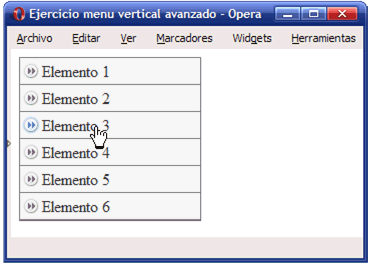 Ejercicio menu vertical avanzado - Opera
Archivo Editar Ver Marcadores Widgets Herramientas
Elemento 1
Elemento 2
Elemento 3
Elemento 4
Elemento 5
Elemento 6